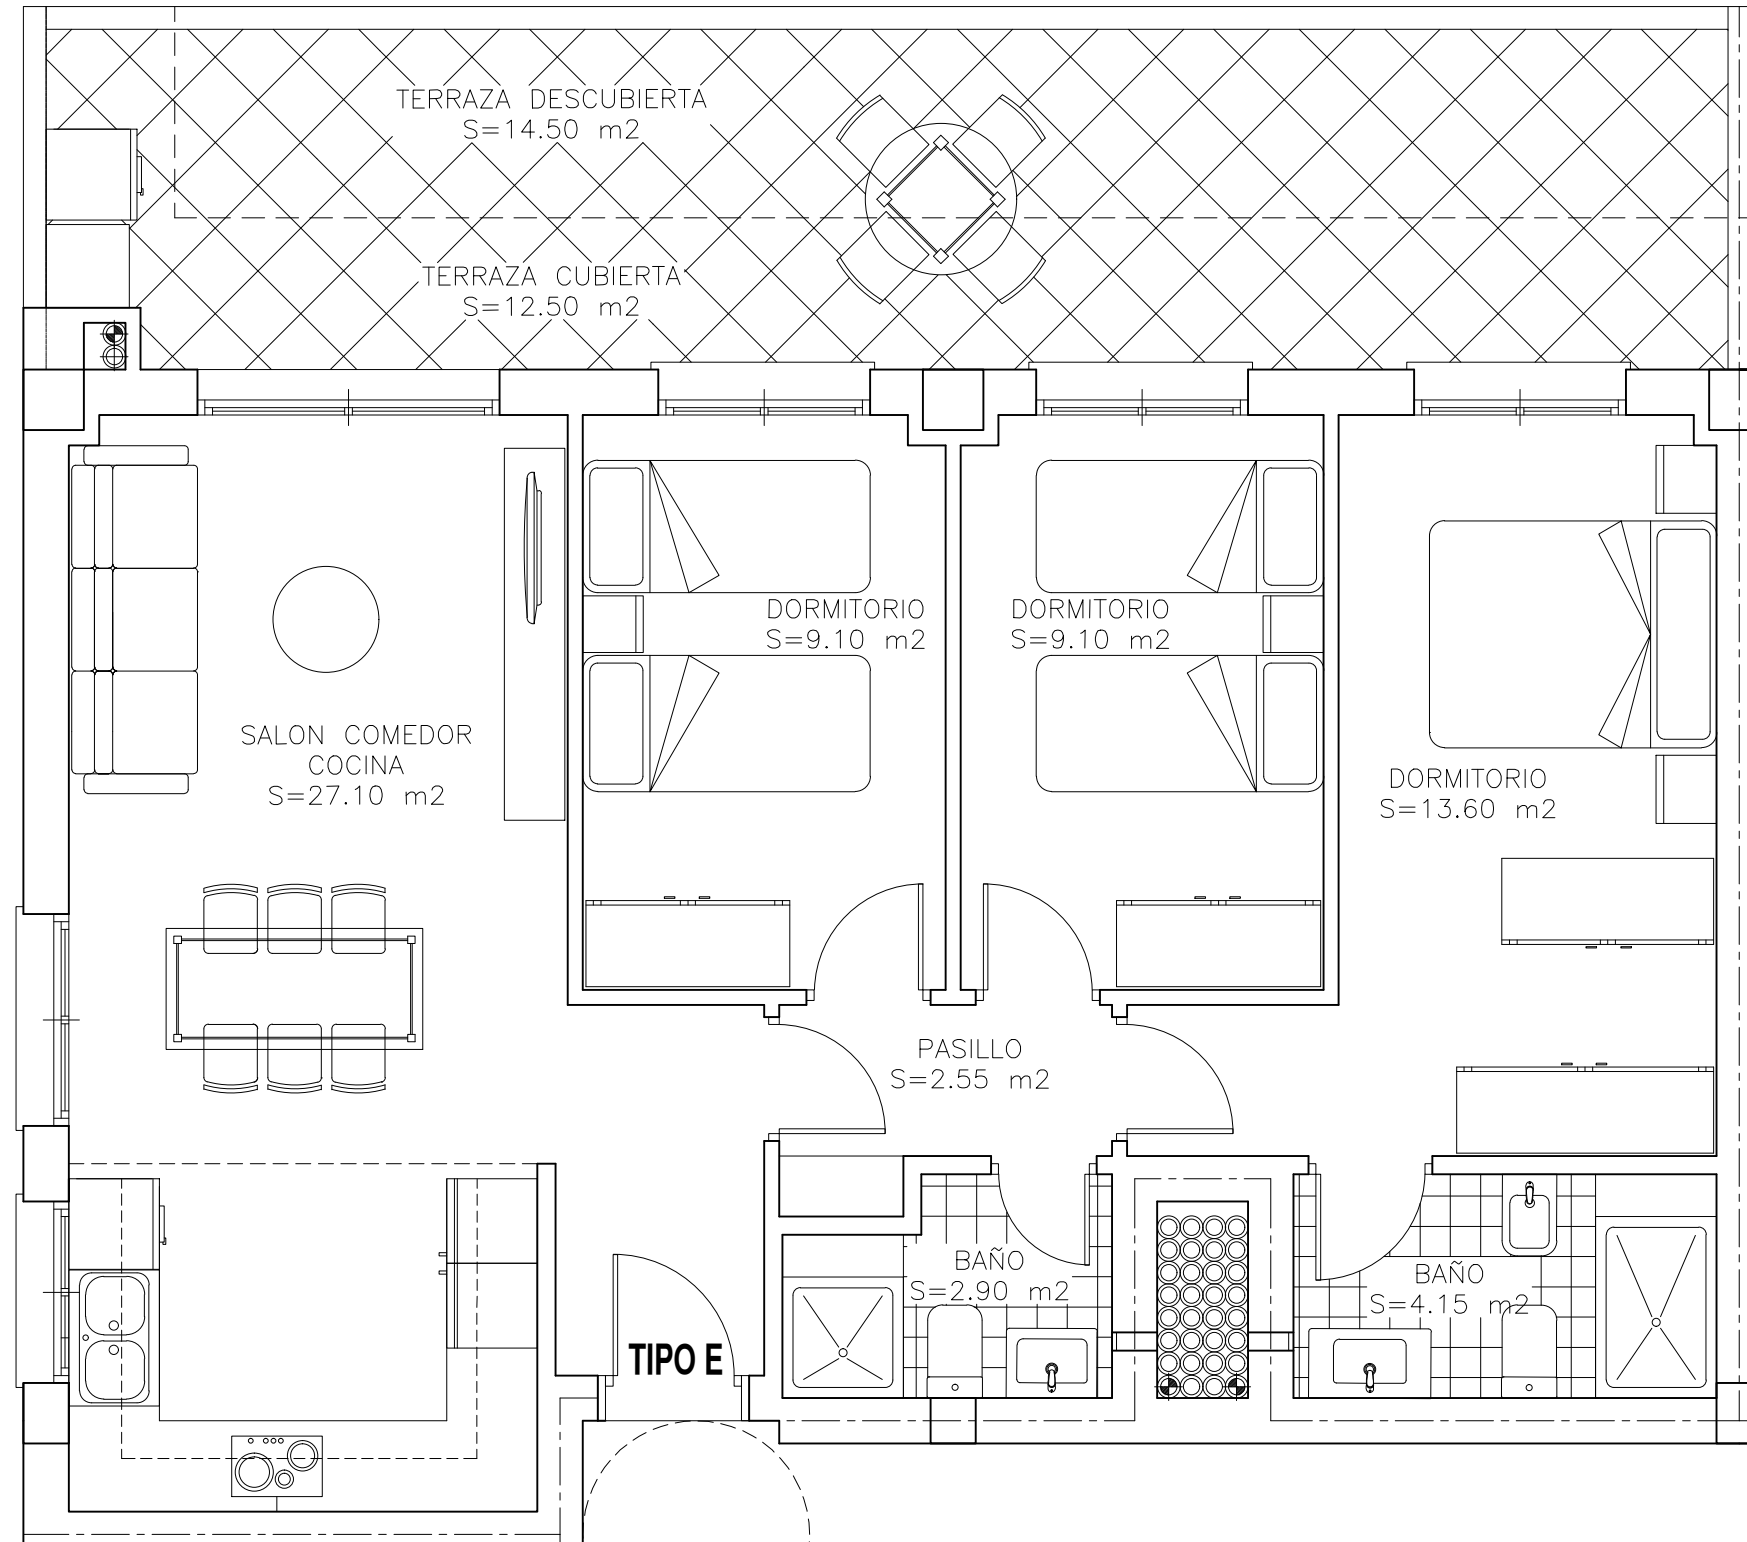 TERRAZA DESCUBIERTA
S=14.50 m2
TERRAZA CUBIERTA
S=12.50 m2
DORMITORIO
S=9.10 m2
DORMITORIO
S=9.10 m2
SALON COMEDOR
COCINA
S=27.10 m2
DORMITORIO
S=13.60 m2
PASILLO
S=2.55 m2
BAÑO
S=2.90 m2
BAÑO
S=4.15 m2
TIPO E